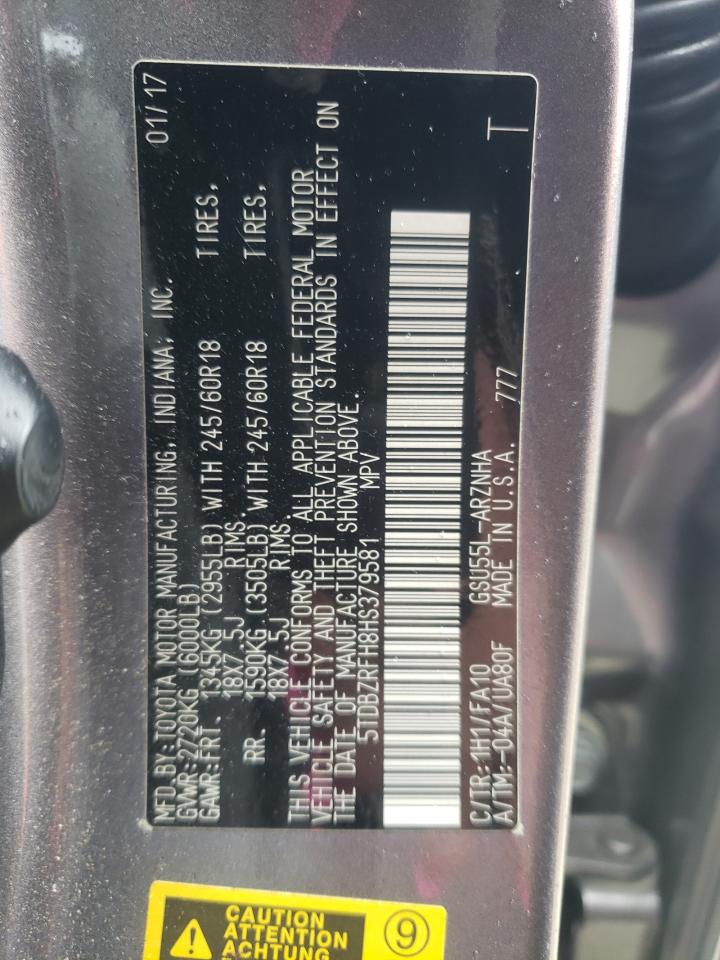 MFD. BY: TOYOTA MOTOR MANUFACTURING, INDIANA, INC. 01/17
GVWR: 2720KG (6000LB)
GAWR: FRT. 1345KG (2955LB) WITH 245/60R18 TIRES,
18X7.5J RIMS,
RR. 1590KG (3505LB) WITH 245/60R18 TIRES,
18X7.5J RIMS.
THIS VEHICLE CONFORMS TO ALL APPLICABLE FEDERAL MOTOR
VEHICLE SAFETY AND THEFT PREVENTION STANDARDS IN EFFECT ON
THE DATE OF MANUFACTURE SHOWN ABOVE.
5TDBZRFH8HS379581 MPV
C/TR: 1H1/FA10 GSU55L-ARZNHA
A/TM: -04A/UA80F MADE IN U.S.A. 777 T
CAUTION
ATTENTION
ACHTUNG
9